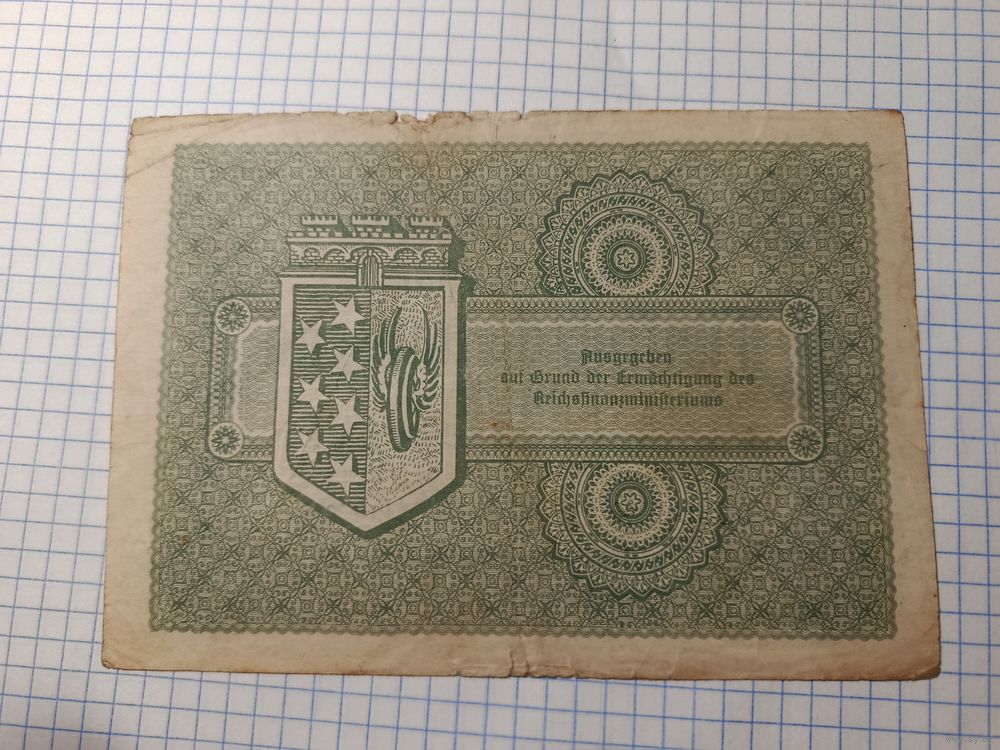 Ausgegeben
auf Grund der Ermächtigung des
Reichsfinanzministeriums